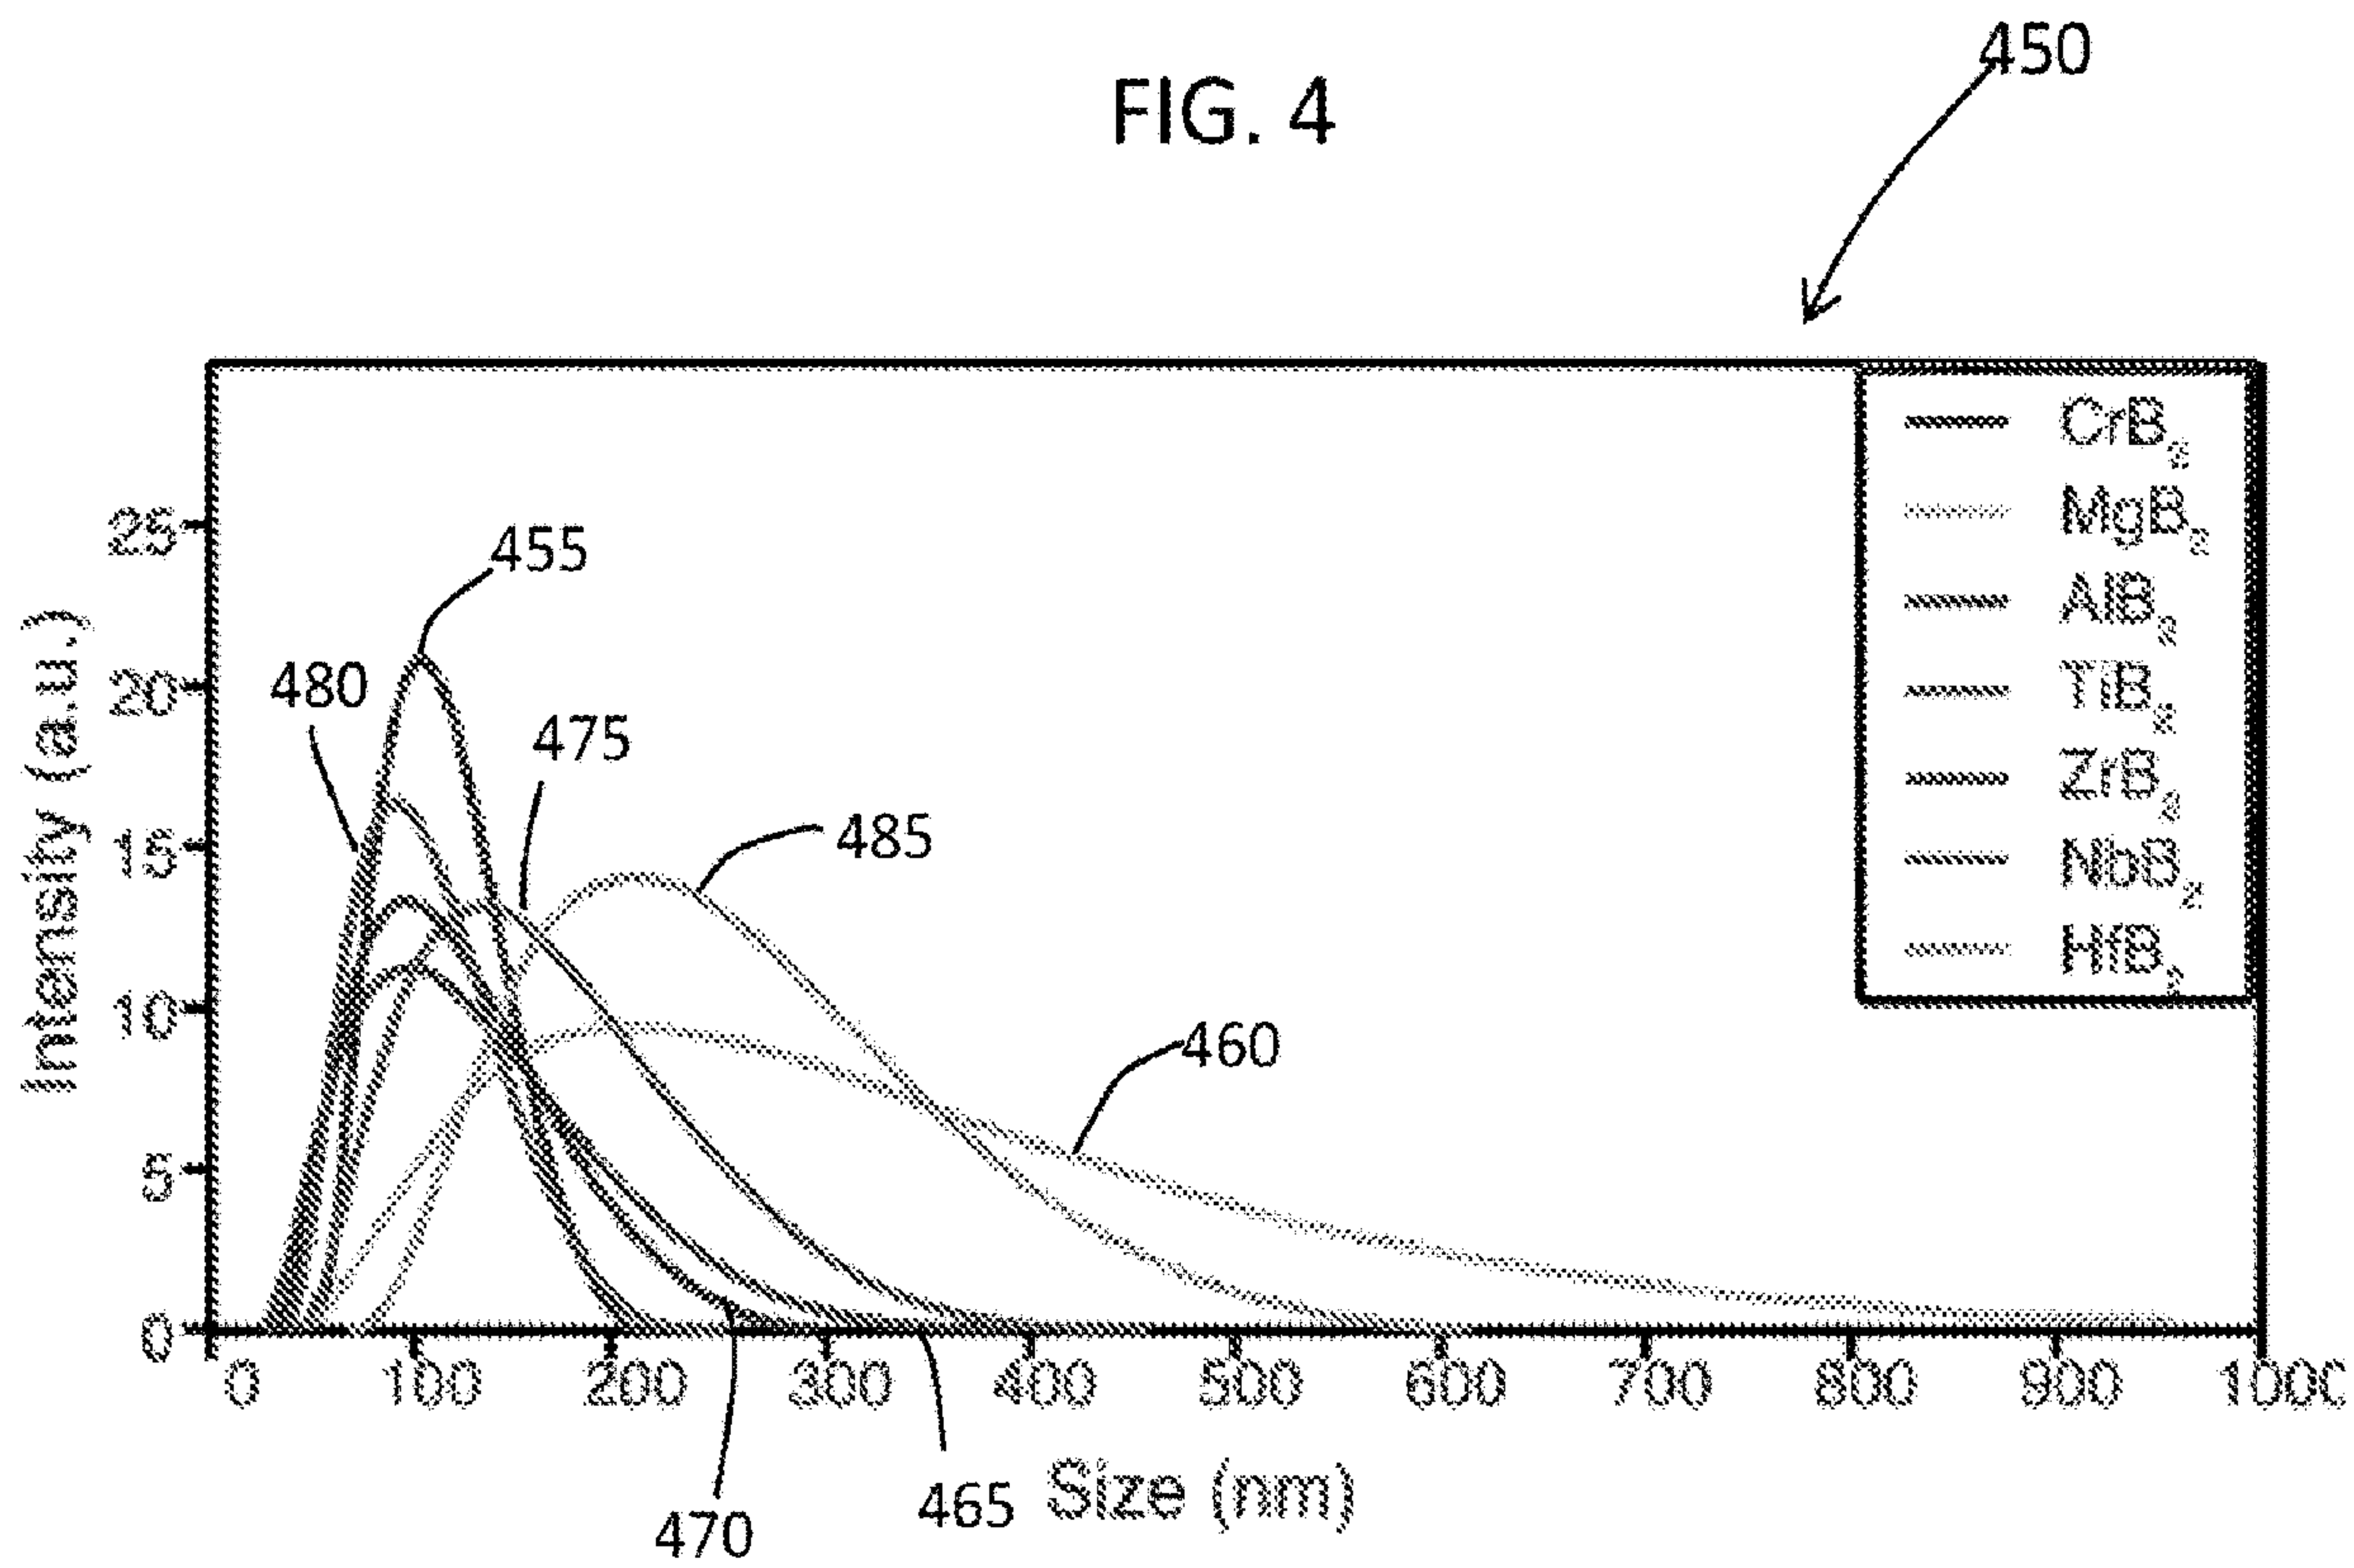 FIG. 4
450
CrB2
MgB2
AlB2
TiB2
ZrB2
NbB2
HfB2
455
480
475
485
460
Intensity (a.u.)
25
20
15
10
5
0
0 100 200 300 400 500 600 700 800 900 1000
Size (nm)
470
465